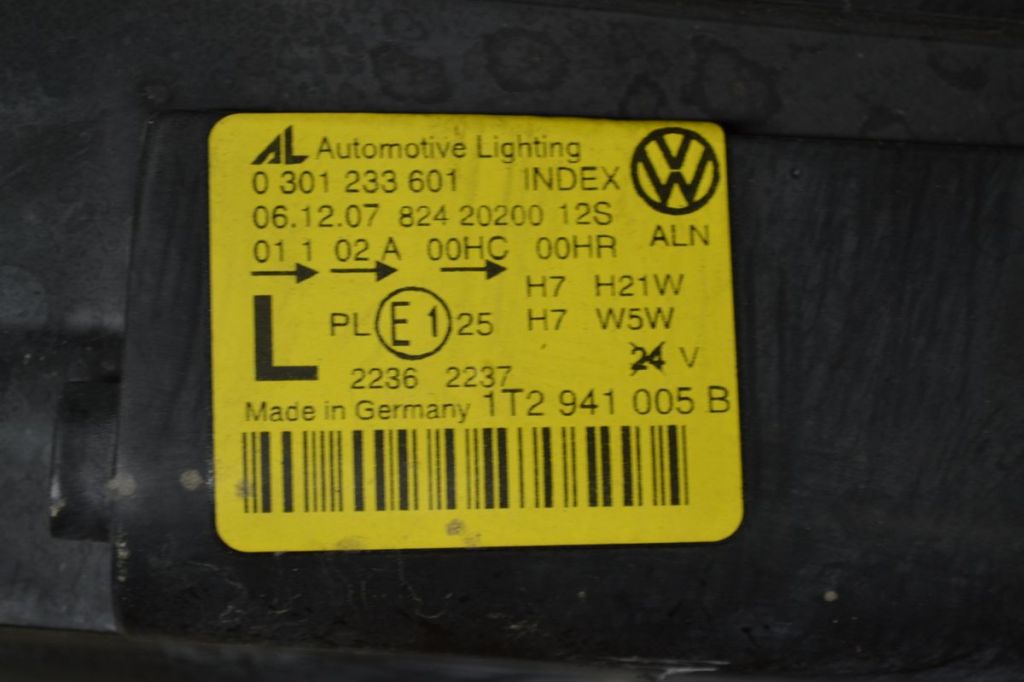 AL Automotive Lighting
0 301 233 601 INDEX
06.12.07 824 20200 12S
ALN
01 1 02 A 00HC 00HR
H7 H21W
L PL E1 25 H7 W5W
24 V
2236 2237
Made in Germany 1T2 941 005 B